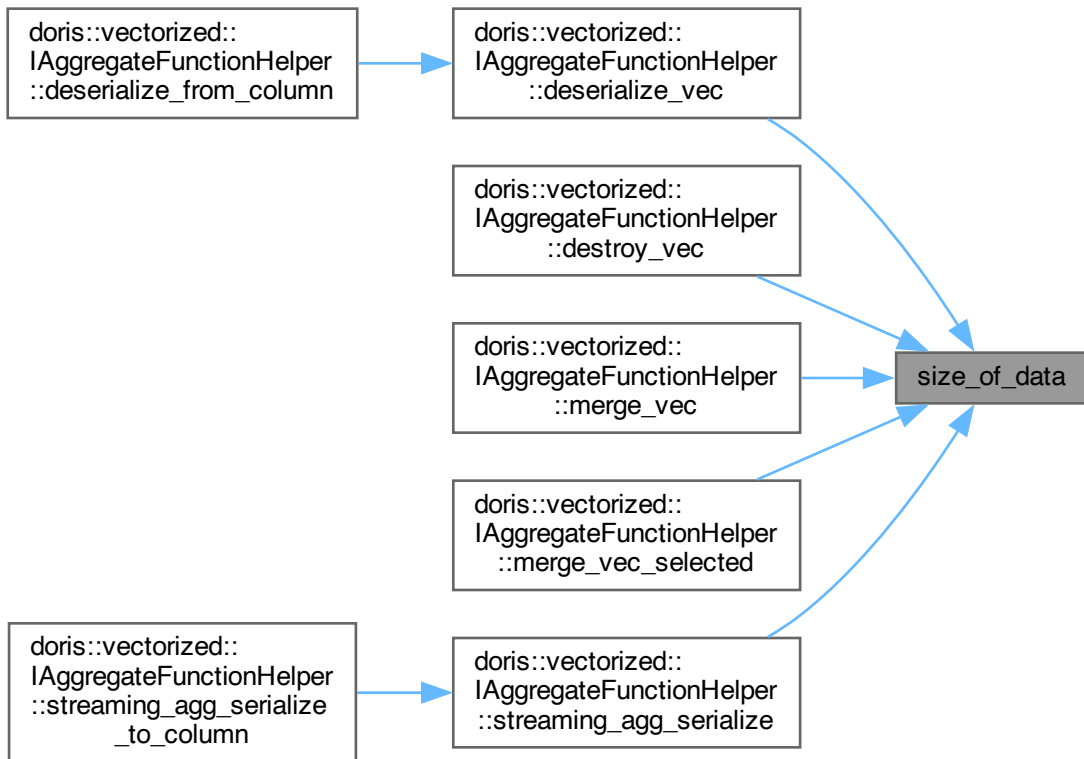 doris::vectorized::
IAggregateFunctionHelper
::deserialize_from_column
doris::vectorized::
IAggregateFunctionHelper
::deserialize_vec
doris::vectorized::
IAggregateFunctionHelper
::destroy_vec
doris::vectorized::
IAggregateFunctionHelper
::merge_vec
size_of_data
doris::vectorized::
IAggregateFunctionHelper
::merge_vec_selected
doris::vectorized::
IAggregateFunctionHelper
::streaming_agg_serialize
_to_column
doris::vectorized::
IAggregateFunctionHelper
::streaming_agg_serialize